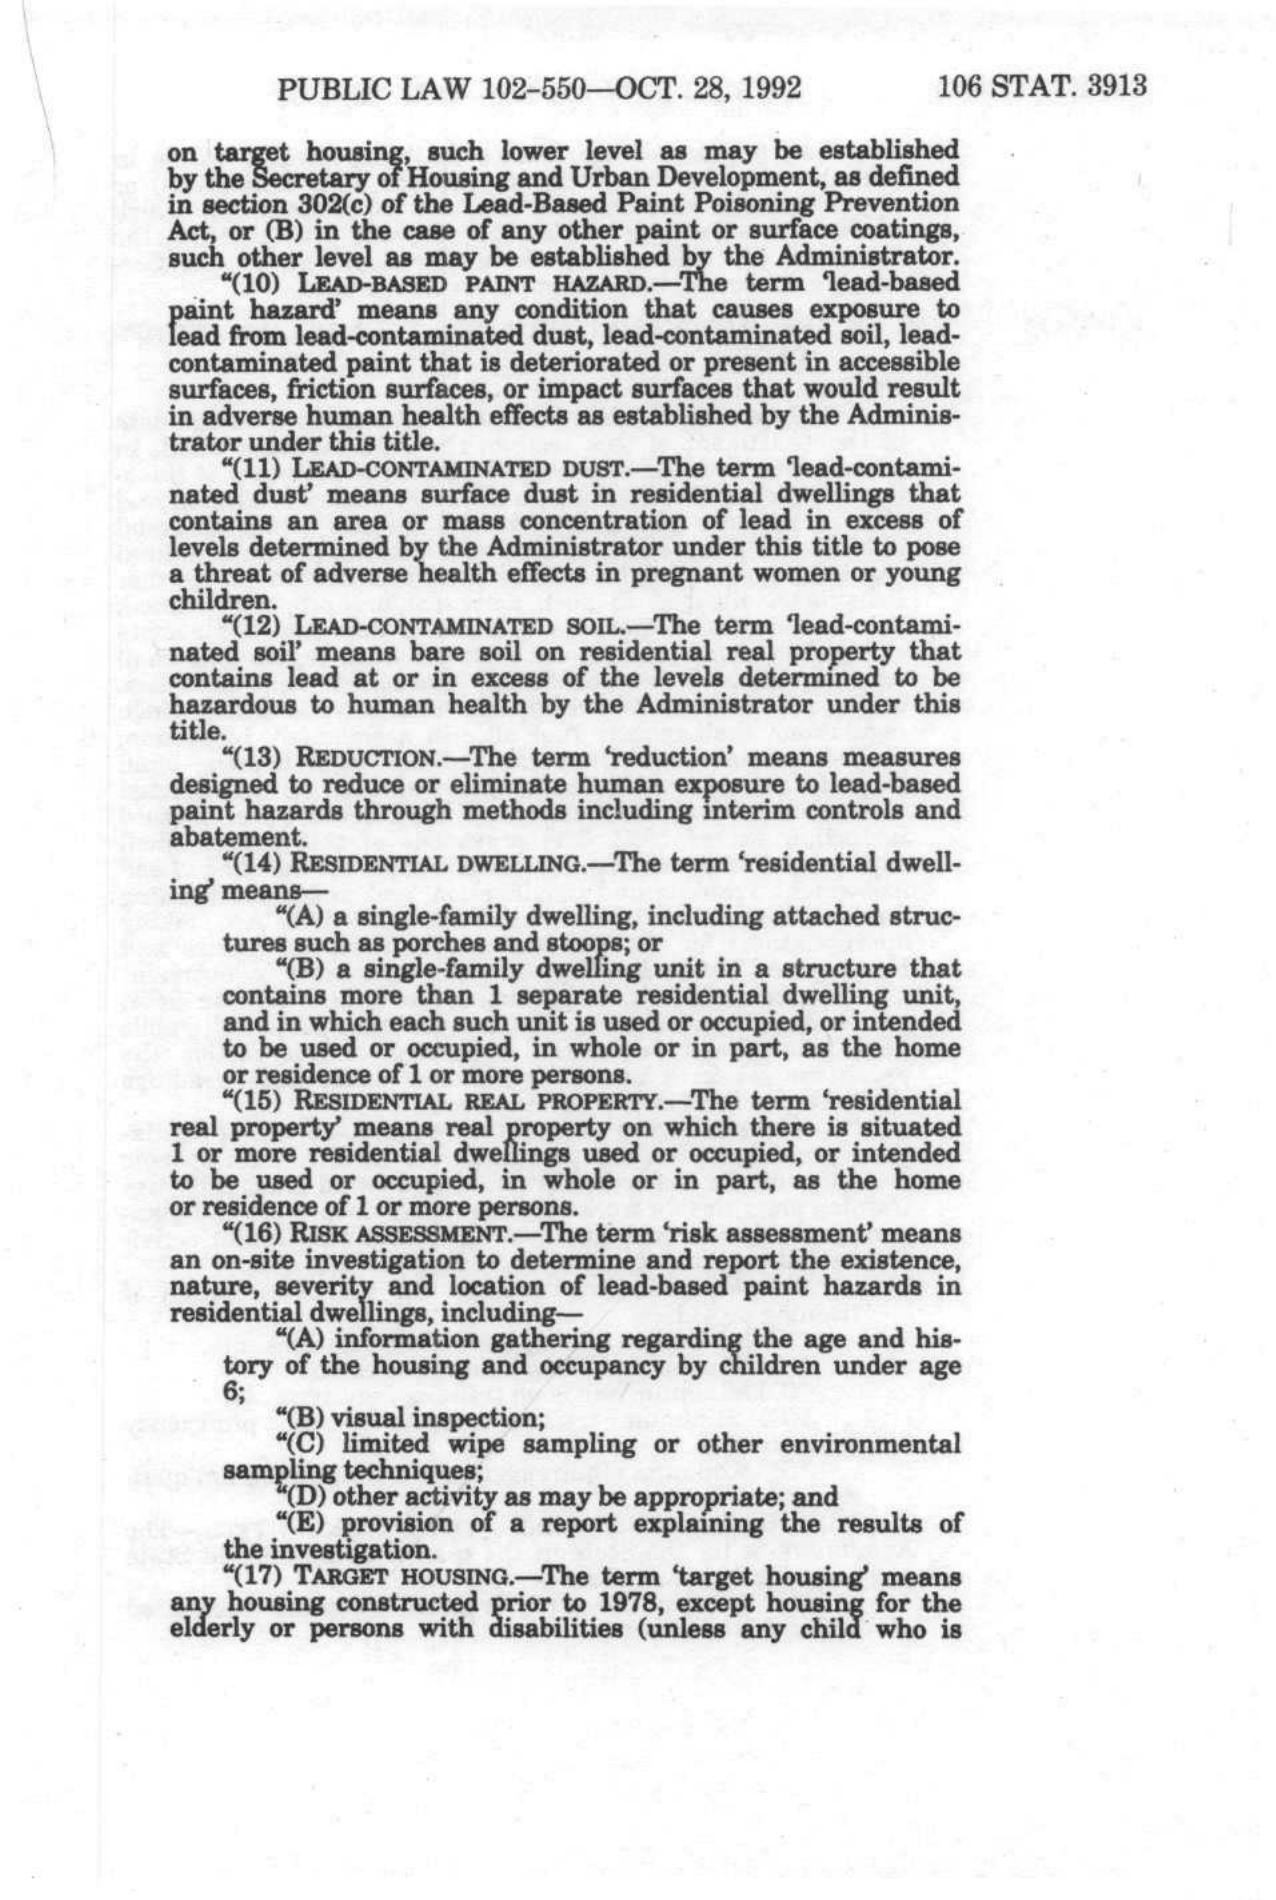 PUBLIC LAW 102–550—OCT. 28, 1992 106 STAT. 3913
on target housing, such lower level as may be established
by the Secretary of Housing and Urban Development, as defined
in section 302(c) of the Lead-Based Paint Poisoning Prevention
Act, or (B) in the case of any other paint or surface coatings,
such other level as may be established by the Administrator.
“(10) LEAD-BASED PAINT HAZARD.—The term ‘lead-based
paint hazard’ means any condition that causes exposure to
lead from lead-contaminated dust, lead-contaminated soil, lead-
contaminated paint that is deteriorated or present in accessible
surfaces, friction surfaces, or impact surfaces that would result
in adverse human health effects as established by the Adminis-
trator under this title.
“(11) LEAD-CONTAMINATED DUST.—The term ‘lead-contami-
nated dust’ means surface dust in residential dwellings that
contains an area or mass concentration of lead in excess of
levels determined by the Administrator under this title to pose
a threat of adverse health effects in pregnant women or young
children.
“(12) LEAD-CONTAMINATED SOIL.—The term ‘lead-contami-
nated soil’ means bare soil on residential real property that
contains lead at or in excess of the levels determined to be
hazardous to human health by the Administrator under this
title.
“(13) REDUCTION.—The term ‘reduction’ means measures
designed to reduce or eliminate human exposure to lead-based
paint hazards through methods including interim controls and
abatement.
“(14) RESIDENTIAL DWELLING.—The term ‘residential dwell-
ing’ means—
“(A) a single-family dwelling, including attached struc-
tures such as porches and stoops; or
“(B) a single-family dwelling unit in a structure that
contains more than 1 separate residential dwelling unit,
and in which each such unit is used or occupied, or intended
to be used or occupied, in whole or in part, as the home
or residence of 1 or more persons.
“(15) RESIDENTIAL REAL PROPERTY.—The term ‘residential
real property’ means real property on which there is situated
1 or more residential dwellings used or occupied, or intended
to be used or occupied, in whole or in part, as the home
or residence of 1 or more persons.
“(16) RISK ASSESSMENT.—The term ‘risk assessment’ means
an on-site investigation to determine and report the existence,
nature, severity and location of lead-based paint hazards in
residential dwellings, including—
“(A) information gathering regarding the age and his-
tory of the housing and occupancy by children under age
6;
“(B) visual inspection;
“(C) limited wipe sampling or other environmental
sampling techniques;
“(D) other activity as may be appropriate; and
“(E) provision of a report explaining the results of
the investigation.
“(17) TARGET HOUSING.—The term ‘target housing’ means
any housing constructed prior to 1978, except housing for the
elderly or persons with disabilities (unless any child who is